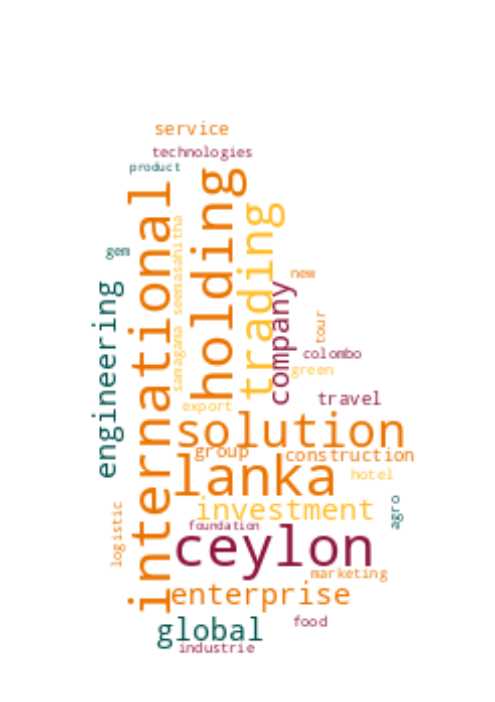 service
technologies
product
international
holding
trading
samagana seemasahitha
gem
engineering
company
new
tour
colombo
green
travel
export
solution
group
construction
lanka
hotel
investment
agro
logistic
foundation
ceylon
marketing
enterprise
global
food
industrie